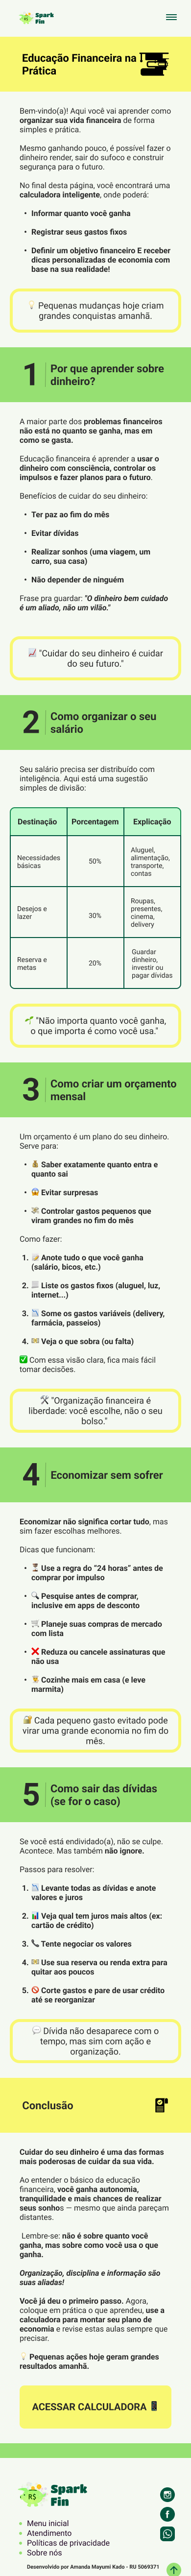 Spark
Fin
Educação Financeira na
Prática
Bem-vindo(a)! Aqui você vai aprender como
organizar sua vida financeira de forma
simples e prática.
Mesmo ganhando pouco, é possível fazer o
dinheiro render, sair do sufoco e construir
segurança para o futuro.
No final desta página, você encontrará uma
calculadora inteligente, onde poderá:
• Informar quanto você ganha
• Registrar seus gastos fixos
• Definir um objetivo financeiro E receber
dicas personalizadas de economia com
base na sua realidade!
💡 Pequenas mudanças hoje criam
grandes conquistas amanhã.
1 Por que aprender sobre
dinheiro?
A maior parte dos problemas financeiros
não está no quanto se ganha, mas em
como se gasta.
Educação financeira é aprender a usar o
dinheiro com consciência, controlar os
impulsos e fazer planos para o futuro.
Benefícios de cuidar do seu dinheiro:
• Ter paz ao fim do mês
• Evitar dívidas
• Realizar sonhos (uma viagem, um
carro, sua casa)
• Não depender de ninguém
Frase pra guardar: "O dinheiro bem cuidado
é um aliado, não um vilão."
📈 "Cuidar do seu dinheiro é cuidar
do seu futuro."
2 Como organizar o seu
salário
Seu salário precisa ser distribuído com
inteligência. Aqui está uma sugestão
simples de divisão:
Destinação Porcentagem Explicação
Necessidades
básicas
50%
Aluguel,
alimentação,
transporte,
contas
Desejos e
lazer
30%
Roupas,
presentes,
cinema,
delivery
Reserva e
metas
20%
Guardar
dinheiro,
investir ou
pagar dívidas
🌱 "Não importa quanto você ganha,
o que importa é como você usa."
3 Como criar um orçamento
mensal
Um orçamento é um plano do seu dinheiro.
Serve para:
• 💰 Saber exatamente quanto entra e
quanto sai
• 😱 Evitar surpresas
• 💸 Controlar gastos pequenos que
viram grandes no fim do mês
Como fazer:
1. 📝 Anote tudo o que você ganha
(salário, bicos, etc.)
2. 🧾 Liste os gastos fixos (aluguel, luz,
internet...)
3. 📉 Some os gastos variáveis (delivery,
farmácia, passeios)
4. 💵 Veja o que sobra (ou falta)
✅ Com essa visão clara, fica mais fácil
tomar decisões.
🛠 "Organização financeira é
liberdade: você escolhe, não o seu
bolso."
4 Economizar sem sofrer
Economizar não significa cortar tudo, mas
sim fazer escolhas melhores.
Dicas que funcionam:
• ⏳ Use a regra do "24 horas" antes de
comprar por impulso
• 🔍 Pesquise antes de comprar,
inclusive em apps de desconto
• 🛒 Planeje suas compras de mercado
com lista
• ❌ Reduza ou cancele assinaturas que
não usa
• 🍳 Cozinhe mais em casa (e leve
marmita)
💰 Cada pequeno gasto evitado pode
virar uma grande economia no fim do
mês.
5 Como sair das dívidas
(se for o caso)
Se você está endividado(a), não se culpe.
Acontece. Mas também não ignore.
Passos para resolver:
1. 📉 Levante todas as dívidas e anote
valores e juros
2. 📊 Veja qual tem juros mais altos (ex:
cartão de crédito)
3. 📞 Tente negociar os valores
4. 💵 Use sua reserva ou renda extra para
quitar aos poucos
5. 🚫 Corte gastos e pare de usar crédito
até se reorganizar
💬 Dívida não desaparece com o
tempo, mas sim com ação e
organização.
Conclusão
Cuidar do seu dinheiro é uma das formas
mais poderosas de cuidar da sua vida.
Ao entender o básico da educação
financeira, você ganha autonomia,
tranquilidade e mais chances de realizar
seus sonhos — mesmo que ainda pareçam
distantes.
Lembre-se: não é sobre quanto você
ganha, mas sobre como você usa o que
ganha.
Organização, disciplina e informação são
suas aliadas!
Você já deu o primeiro passo. Agora,
coloque em prática o que aprendeu, use a
calculadora para montar seu plano de
economia e revise estas aulas sempre que
precisar.
💡 Pequenas ações hoje geram grandes
resultados amanhã.
ACESSAR CALCULADORA
R$
Spark
Fin
Menu inicial
Atendimento
Políticas de privacidade
Sobre nós
Desenvolvido por Amanda Mayumi Kado - RU 5069371